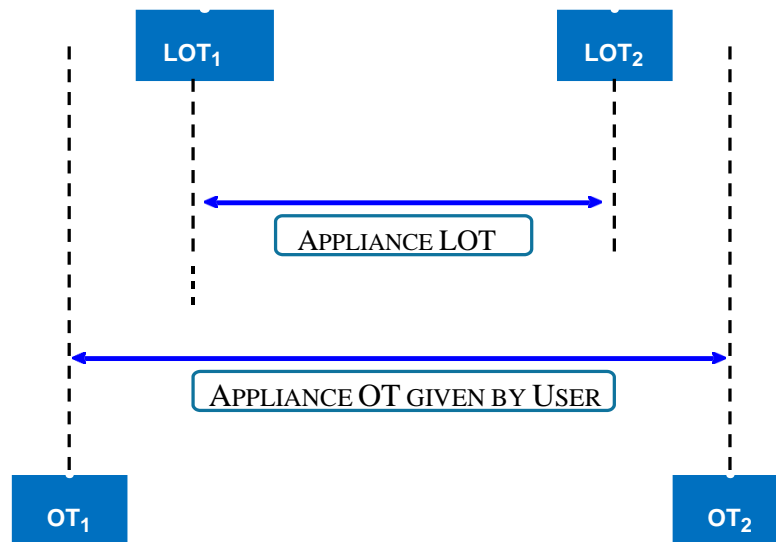 LOT₁
LOT₂
APPLIANCE LOT
APPLIANCE OT GIVEN BY USER
OT₁
OT₂